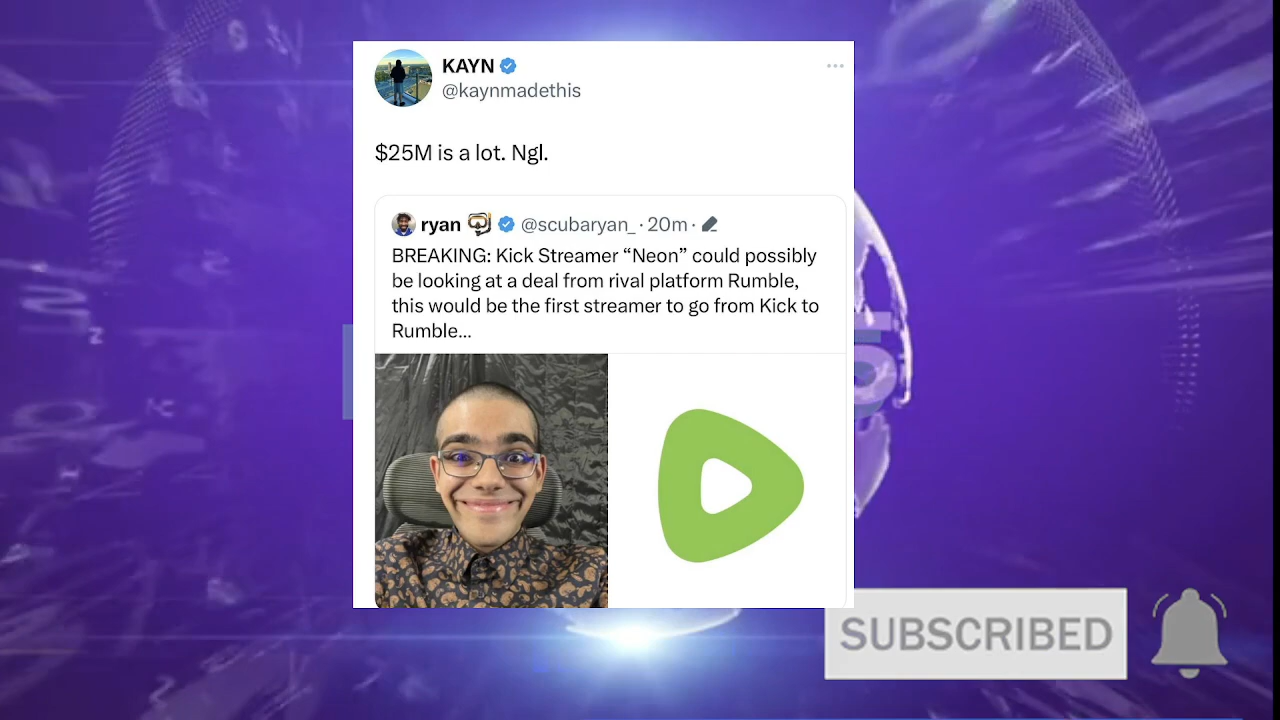 KAYN
@kaynmadethis
$25M is a lot. Ngl.
ryan @scubaryan_ · 20m ·
BREAKING: Kick Streamer “Neon” could possibly
be looking at a deal from rival platform Rumble,
this would be the first streamer to go from Kick to
Rumble...
SUBSCRIBED